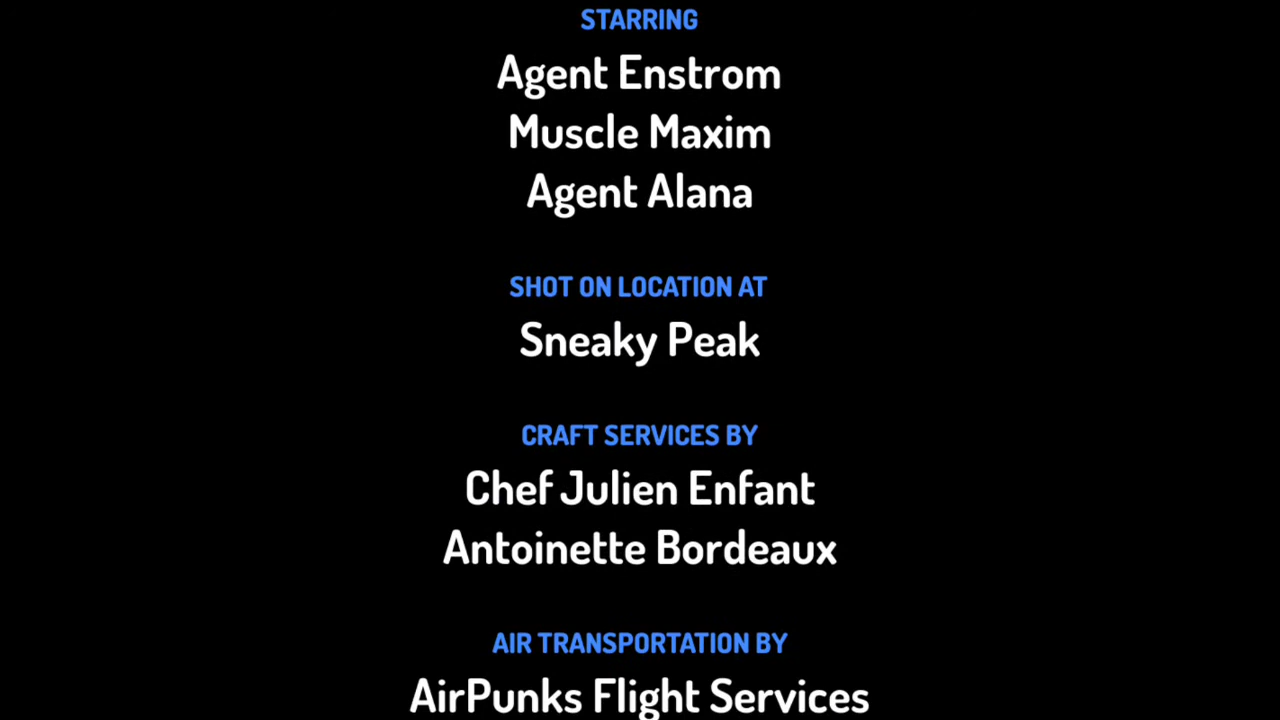 STARRING
Agent Enstrom
Muscle Maxim
Agent Alana
SHOT ON LOCATION AT
Sneaky Peak
CRAFT SERVICES BY
Chef Julien Enfant
Antoinette Bordeaux
AIR TRANSPORTATION BY
AirPunks Flight Services